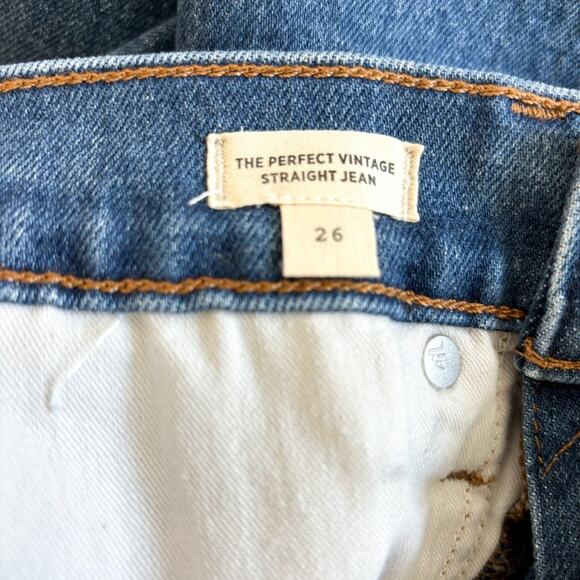 THE PERFECT VINTAGE
STRAIGHT JEAN
26